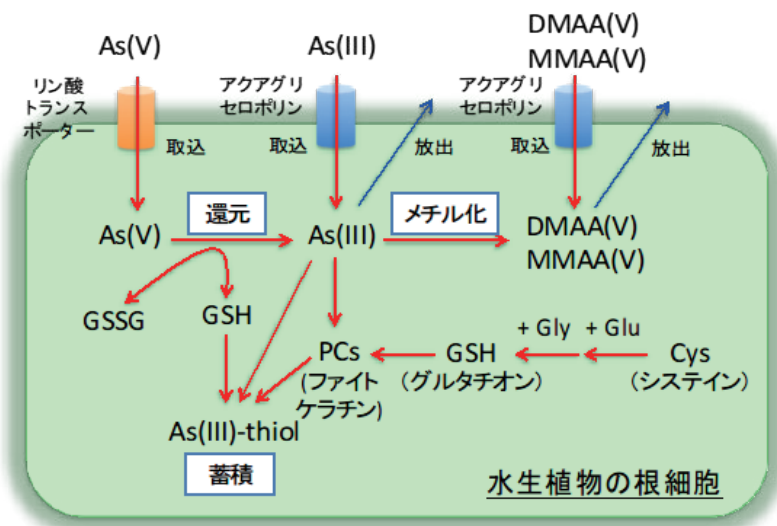 As(V)
As(III)
DMAA(V)
MMAA(V)
リン酸
トランス
ポーター
取込
アクアグリ
セロポリン
取込
放出
アクアグリ
セロポリン
取込
放出
As(V)
還元
As(III)
メチル化
DMAA(V)
MMAA(V)
GSSG
GSH
PCs
(ファイト
ケラチン)
GSH
(グルタチオン)
+ Gly
+ Glu
Cys
(システイン)
As(III)-thiol
蓄積
水生植物の根細胞